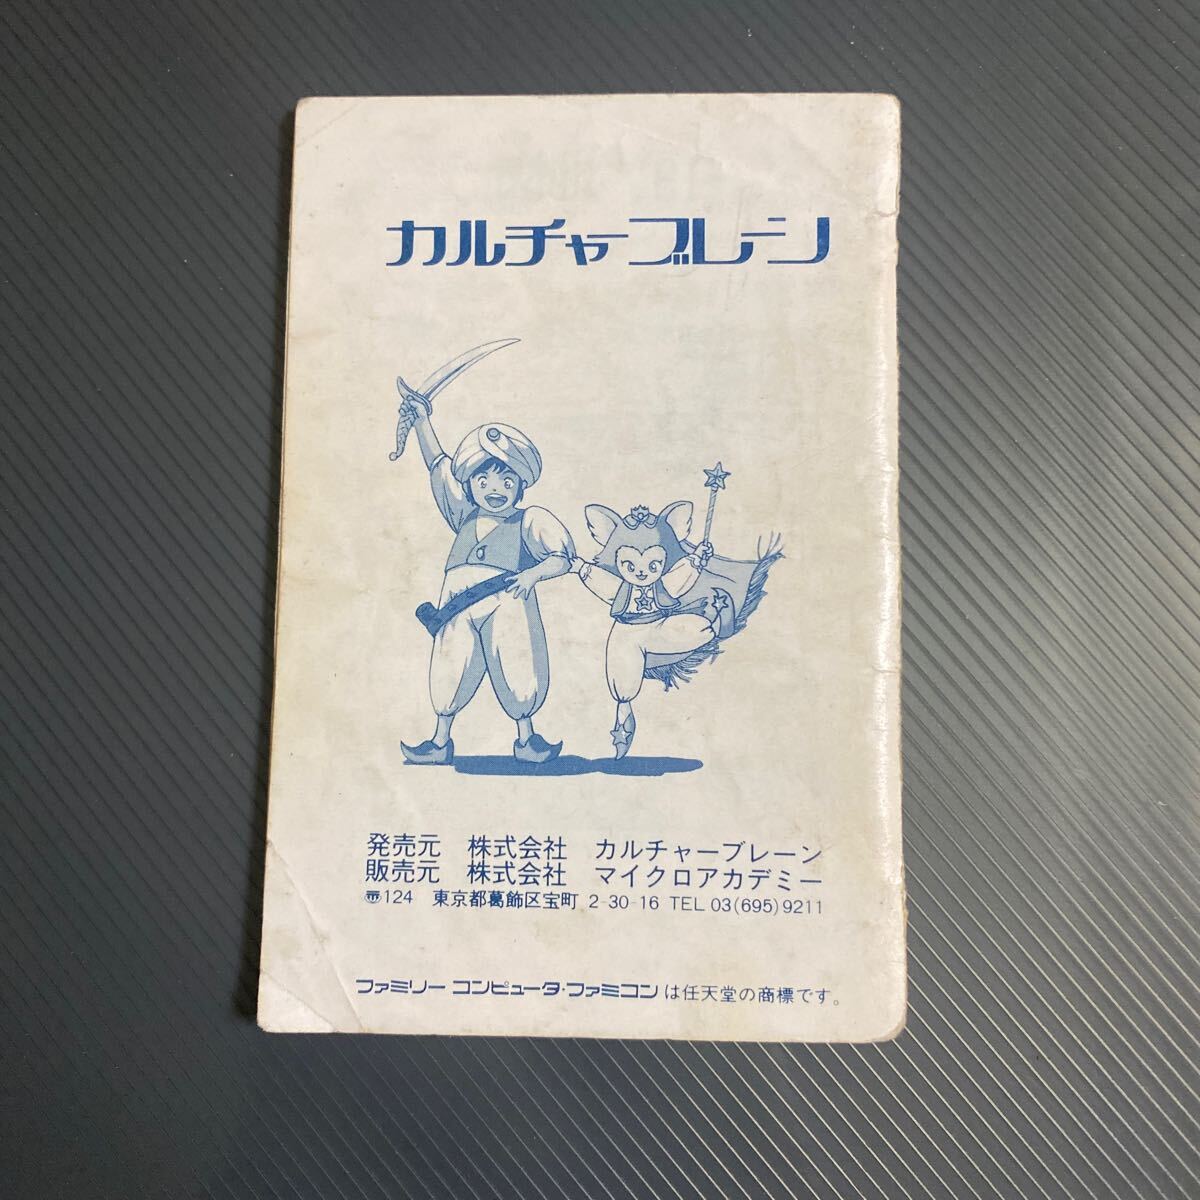 カルチャーブレーン
発売元 株式会社 カルチャーブレーン
販売元 株式会社 マイクロアカデミー
〠124 東京都葛飾区宝町 2-30-16 TEL 03(695)9211
ファミリー コンピュータ・ファミコン は任天堂の商標です。